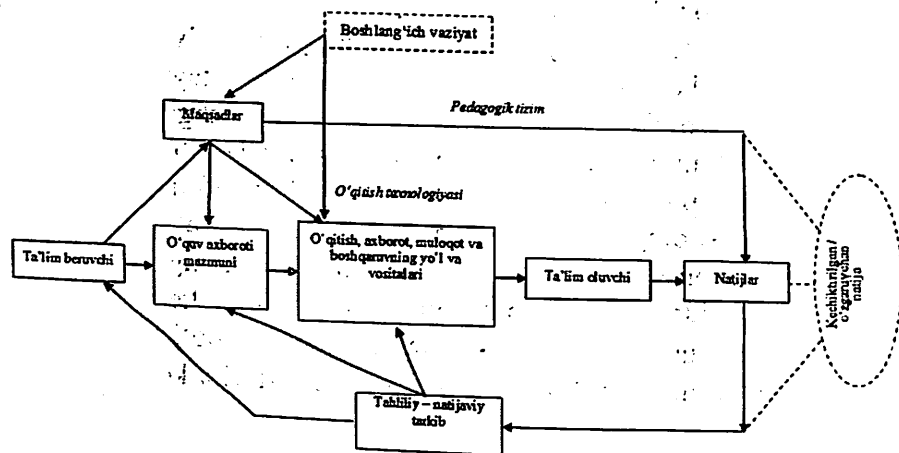 Boshlang'ich vaziyat
Maqsadlar
Pedagogik tizim
O'qitish texnologiyasi
Ta'lim beruvchi
O'quv axboroti
mazmuni
O'qitish, axborot, muloqot va
boshqaruvning yo'l va
vositalari
Ta'lim oluvchi
Natijlar
Kechiktirilgan/
o'zgaruvchan
natija
Tahliliy – natijaviy
tarkib